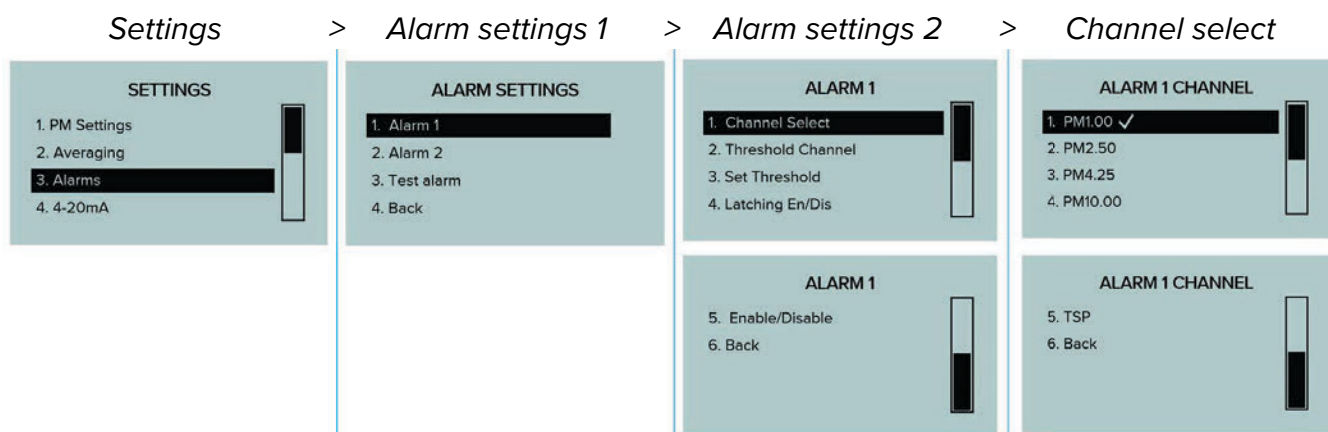 Settings > Alarm settings 1 > Alarm settings 2 > Channel select
SETTINGS
1. PM Settings
2. Averaging
3. Alarms
4. 4-20mA
ALARM SETTINGS
1. Alarm 1
2. Alarm 2
3. Test alarm
4. Back
ALARM 1
1. Channel Select
2. Threshold Channel
3. Set Threshold
4. Latching En/Dis
ALARM 1
5. Enable/Disable
6. Back
ALARM 1 CHANNEL
1. PM1.00 ✓
2. PM2.50
3. PM4.25
4. PM10.00
ALARM 1 CHANNEL
5. TSP
6. Back